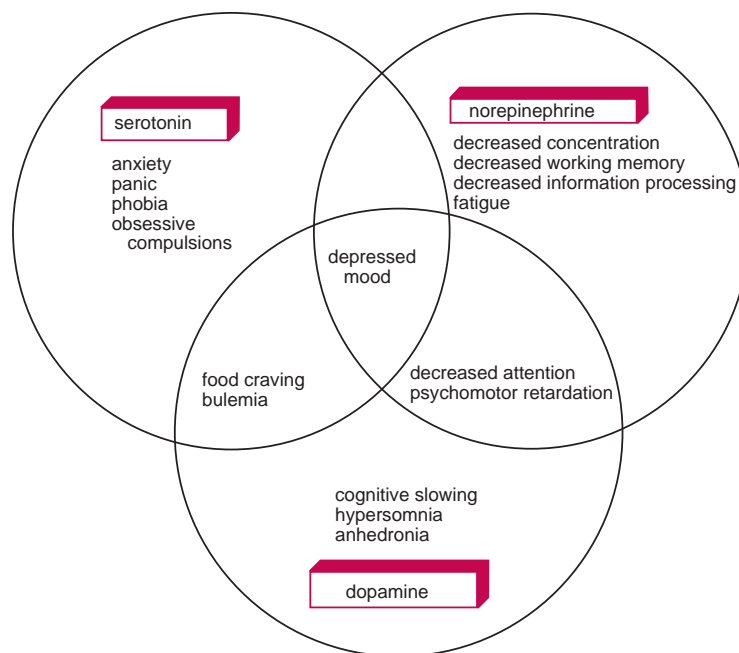 serotonin
anxiety
panic
phobia
obsessive
compulsions
norepinephrine
decreased concentration
decreased working memory
decreased information processing
fatigue
depressed
mood
food craving
bulemia
decreased attention
psychomotor retardation
cognitive slowing
hypersomnia
anhedronia
dopamine